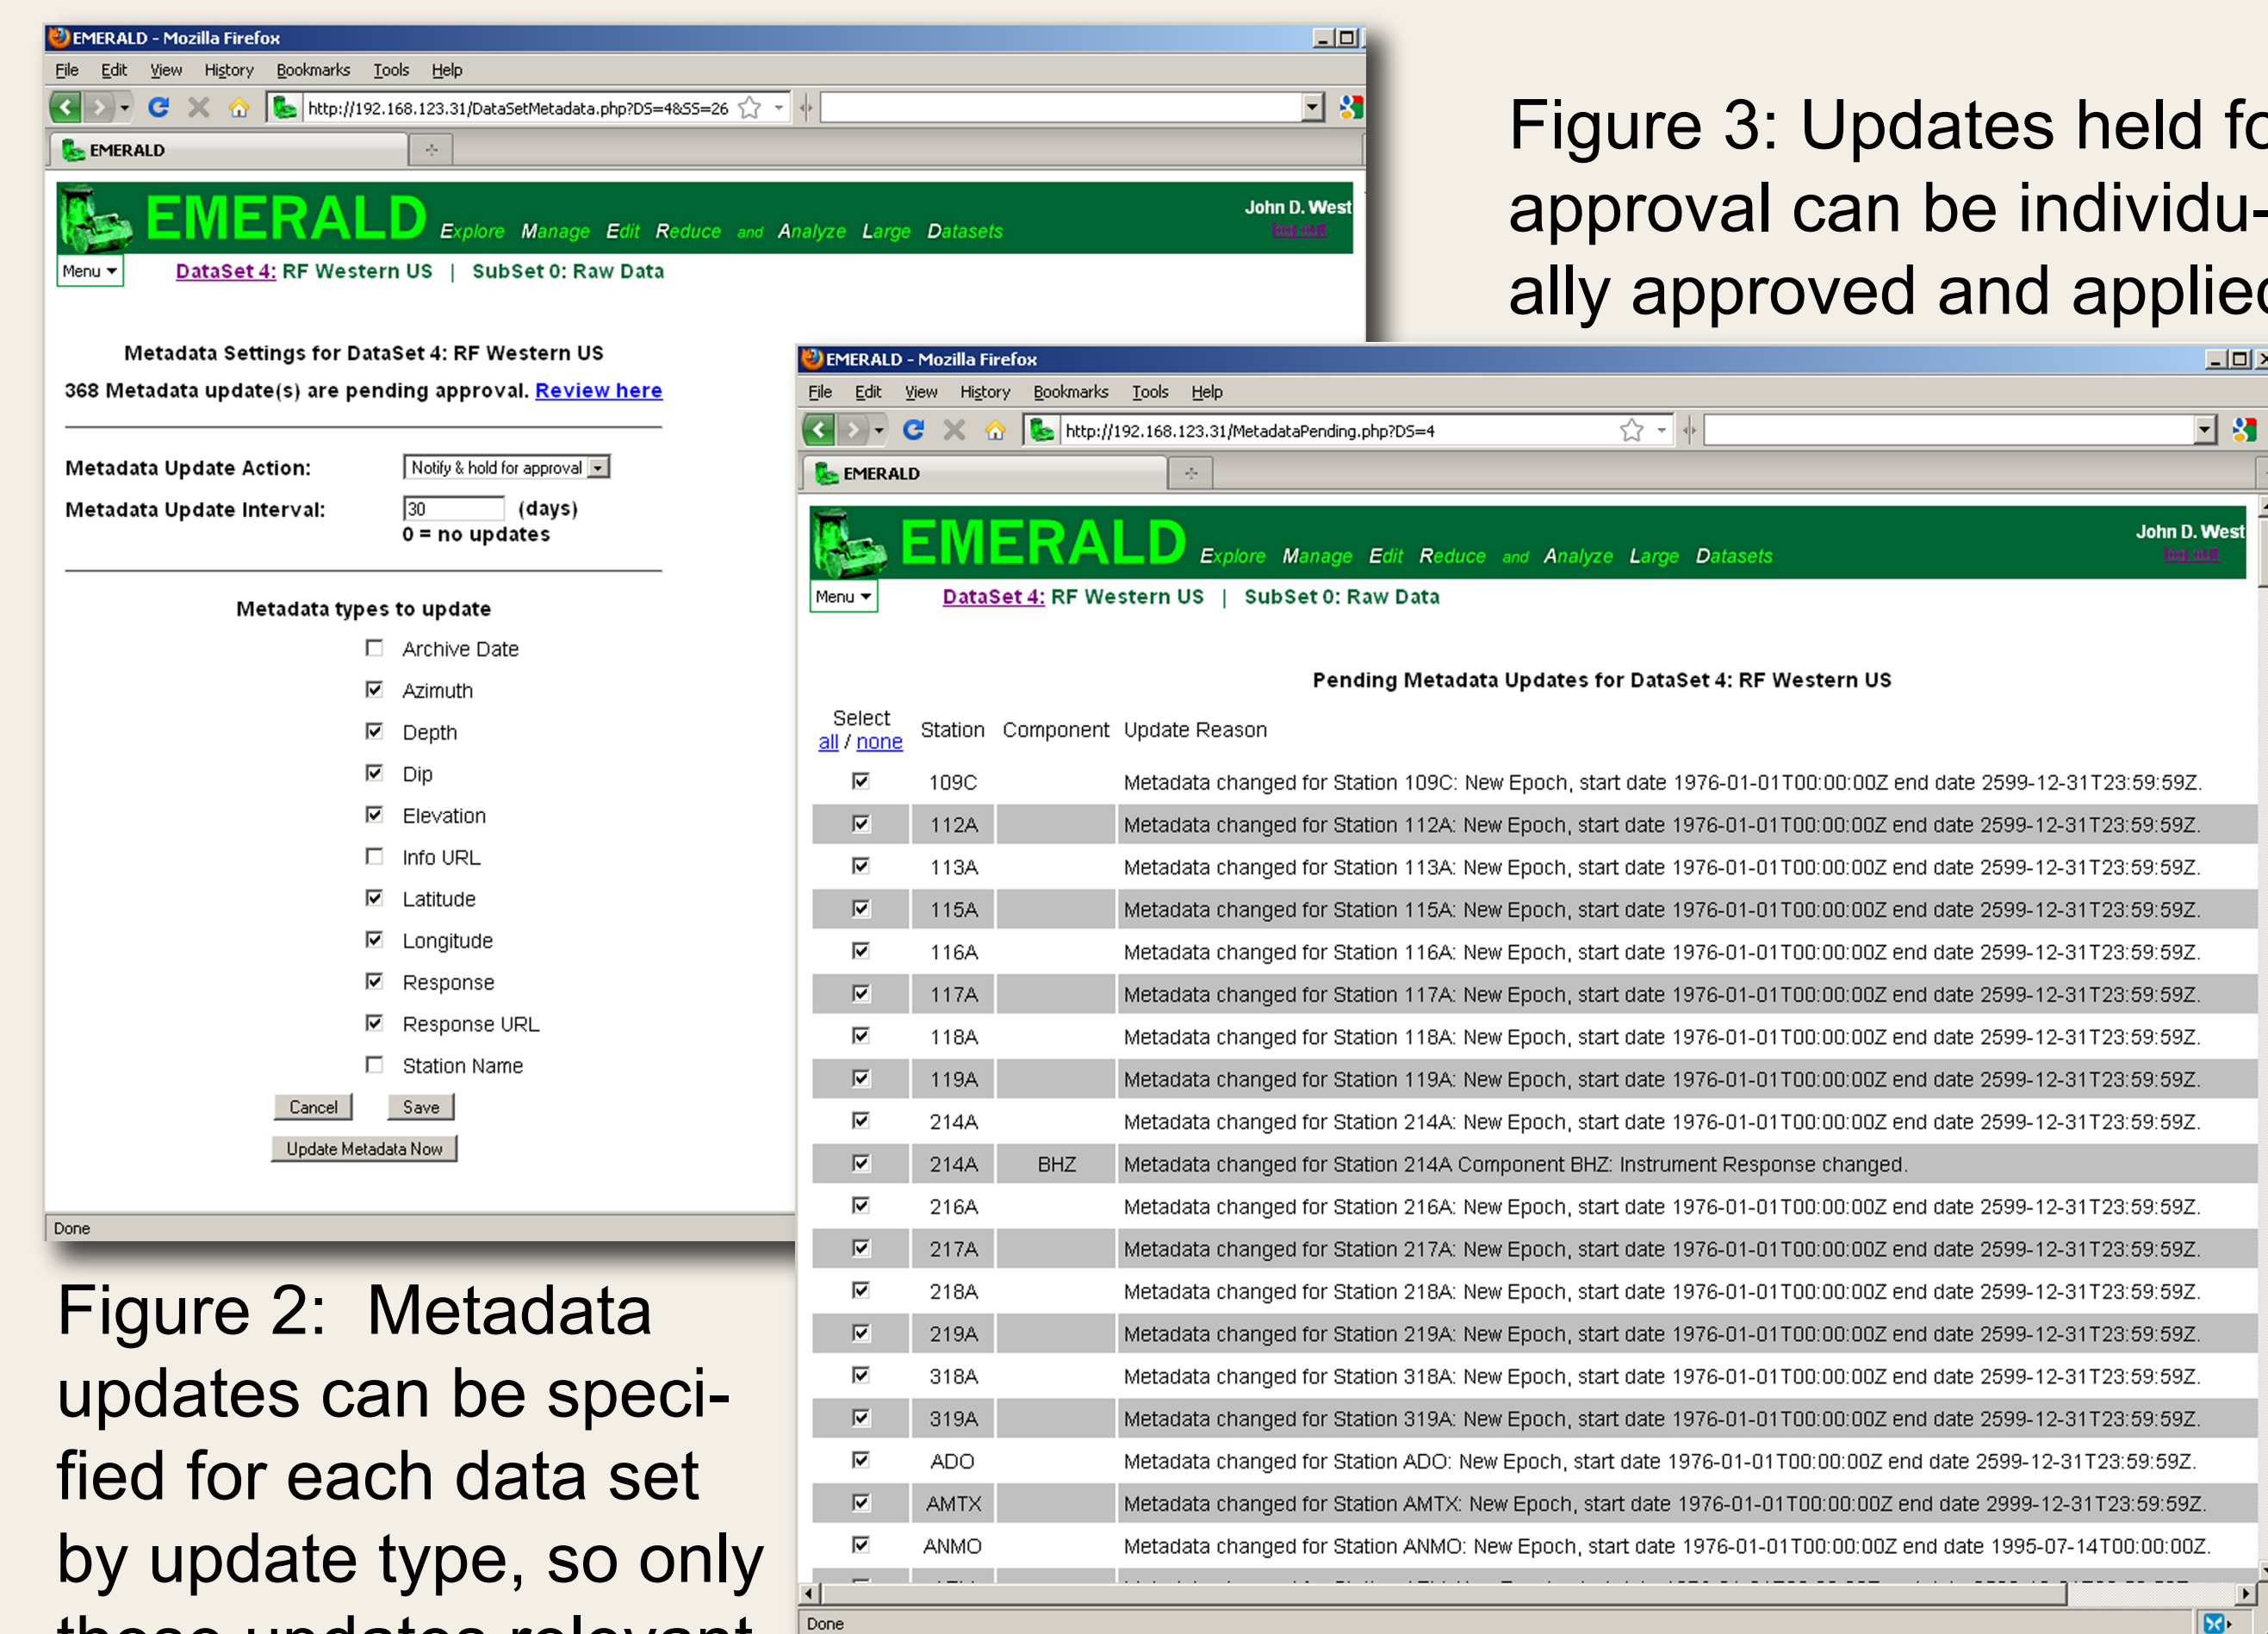 EMERALD - Mozilla Firefox
File Edit View History Bookmarks Tools Help
http://192.168.123.31/DataSetMetadata.php?DS=4&SS=26
EMERALD
EMERALD Explore Manage Edit Reduce and Analyze Large Datasets
John D. West
log out
Menu
DataSet 4: RF Western US | SubSet 0: Raw Data
Metadata Settings for DataSet 4: RF Western US
368 Metadata update(s) are pending approval. Review here
Metadata Update Action: Notify & hold for approval
Metadata Update Interval: 30 (days)
0 = no updates
Metadata types to update
Archive Date
Azimuth
Depth
Dip
Elevation
Info URL
Latitude
Longitude
Response
Response URL
Station Name
Cancel Save
Update Metadata Now
Done
Figure 2: Metadata
updates can be speci-
fied for each data set
by update type, so only
those updates relevant
Figure 3: Updates held fo
approval can be individu-
ally approved and applied
EMERALD - Mozilla Firefox
File Edit View History Bookmarks Tools Help
http://192.168.123.31/MetadataPending.php?DS=4
EMERALD
EMERALD Explore Manage Edit Reduce and Analyze Large Datasets
John D. West
log out
Menu
DataSet 4: RF Western US | SubSet 0: Raw Data
Pending Metadata Updates for DataSet 4: RF Western US
Select
all / none
Station Component Update Reason
109C Metadata changed for Station 109C: New Epoch, start date 1976-01-01T00:00:00Z end date 2599-12-31T23:59:59Z.
112A Metadata changed for Station 112A: New Epoch, start date 1976-01-01T00:00:00Z end date 2599-12-31T23:59:59Z.
113A Metadata changed for Station 113A: New Epoch, start date 1976-01-01T00:00:00Z end date 2599-12-31T23:59:59Z.
115A Metadata changed for Station 115A: New Epoch, start date 1976-01-01T00:00:00Z end date 2599-12-31T23:59:59Z.
116A Metadata changed for Station 116A: New Epoch, start date 1976-01-01T00:00:00Z end date 2599-12-31T23:59:59Z.
117A Metadata changed for Station 117A: New Epoch, start date 1976-01-01T00:00:00Z end date 2599-12-31T23:59:59Z.
118A Metadata changed for Station 118A: New Epoch, start date 1976-01-01T00:00:00Z end date 2599-12-31T23:59:59Z.
119A Metadata changed for Station 119A: New Epoch, start date 1976-01-01T00:00:00Z end date 2599-12-31T23:59:59Z.
214A Metadata changed for Station 214A: New Epoch, start date 1976-01-01T00:00:00Z end date 2599-12-31T23:59:59Z.
214A BHZ Metadata changed for Station 214A Component BHZ: Instrument Response changed.
216A Metadata changed for Station 216A: New Epoch, start date 1976-01-01T00:00:00Z end date 2599-12-31T23:59:59Z.
217A Metadata changed for Station 217A: New Epoch, start date 1976-01-01T00:00:00Z end date 2599-12-31T23:59:59Z.
218A Metadata changed for Station 218A: New Epoch, start date 1976-01-01T00:00:00Z end date 2599-12-31T23:59:59Z.
219A Metadata changed for Station 219A: New Epoch, start date 1976-01-01T00:00:00Z end date 2599-12-31T23:59:59Z.
318A Metadata changed for Station 318A: New Epoch, start date 1976-01-01T00:00:00Z end date 2599-12-31T23:59:59Z.
319A Metadata changed for Station 319A: New Epoch, start date 1976-01-01T00:00:00Z end date 2599-12-31T23:59:59Z.
ADO Metadata changed for Station ADO: New Epoch, start date 1976-01-01T00:00:00Z end date 2599-12-31T23:59:59Z.
AMTX Metadata changed for Station AMTX: New Epoch, start date 1976-01-01T00:00:00Z end date 2999-12-31T23:59:59Z.
ANMO Metadata changed for Station ANMO: New Epoch, start date 1976-01-01T00:00:00Z end date 1995-07-14T00:00:00Z.
Done